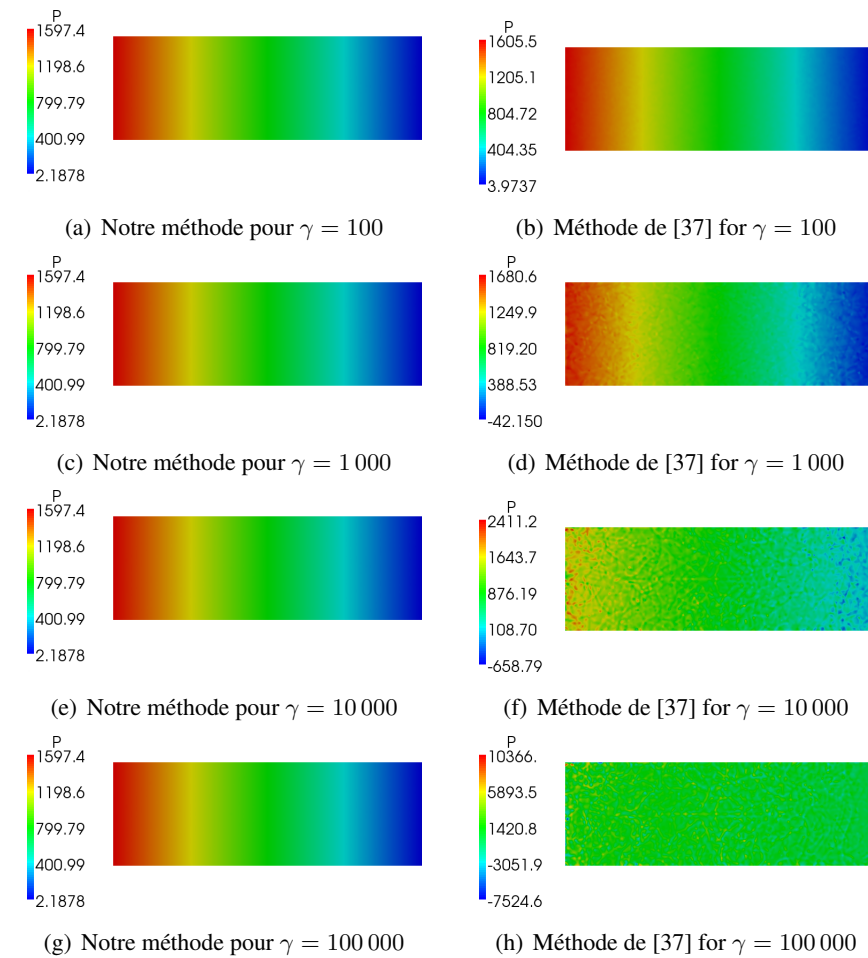 P
1597.4
1198.6
799.79
400.99
2.1878
(a) Notre méthode pour γ = 100
P
1605.5
1205.1
804.72
404.35
3.9737
(b) Méthode de [37] for γ = 100
P
1597.4
1198.6
799.79
400.99
2.1878
(c) Notre méthode pour γ = 1 000
P
1680.6
1249.9
819.20
388.53
-42.150
(d) Méthode de [37] for γ = 1 000
P
1597.4
1198.6
799.79
400.99
2.1878
(e) Notre méthode pour γ = 10 000
P
2411.2
1643.7
876.19
108.70
-658.79
(f) Méthode de [37] for γ = 10 000
P
1597.4
1198.6
799.79
400.99
2.1878
(g) Notre méthode pour γ = 100 000
P
10366.
5893.5
1420.8
-3051.9
-7524.6
(h) Méthode de [37] for γ = 100 000